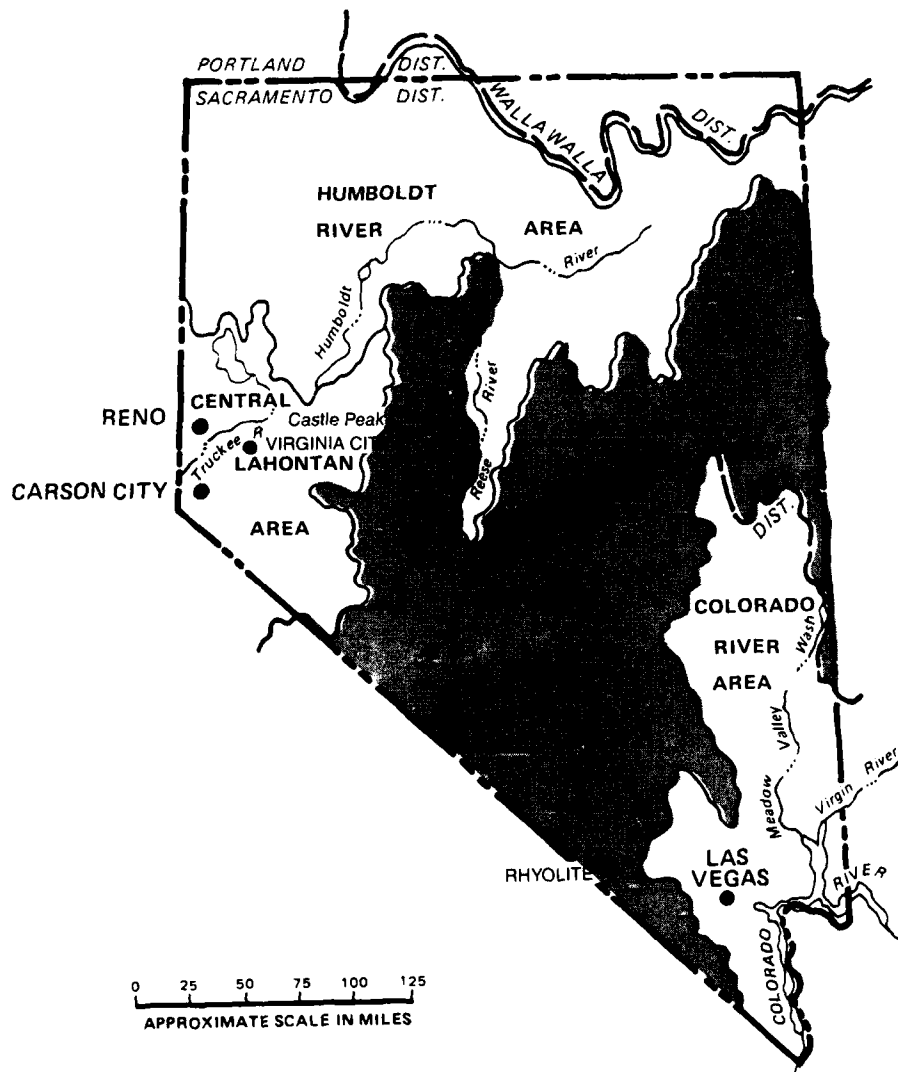 PORTLAND DIST.
SACRAMENTO DIST.
WALLA WALLA DIST.
HUMBOLDT
RIVER AREA
Humboldt River
Reese River
CENTRAL
RENO
Castle Peak
Truckee R
VIRGINIA CIT
LAHONTAN
CARSON CITY
AREA
DIST.
COLORADO
RIVER
AREA
Meadow Valley Wash
Virgin River
RHYOLITE
LAS
VEGAS
COLORADO RIVER
0 25 50 75 100 125
APPROXIMATE SCALE IN MILES